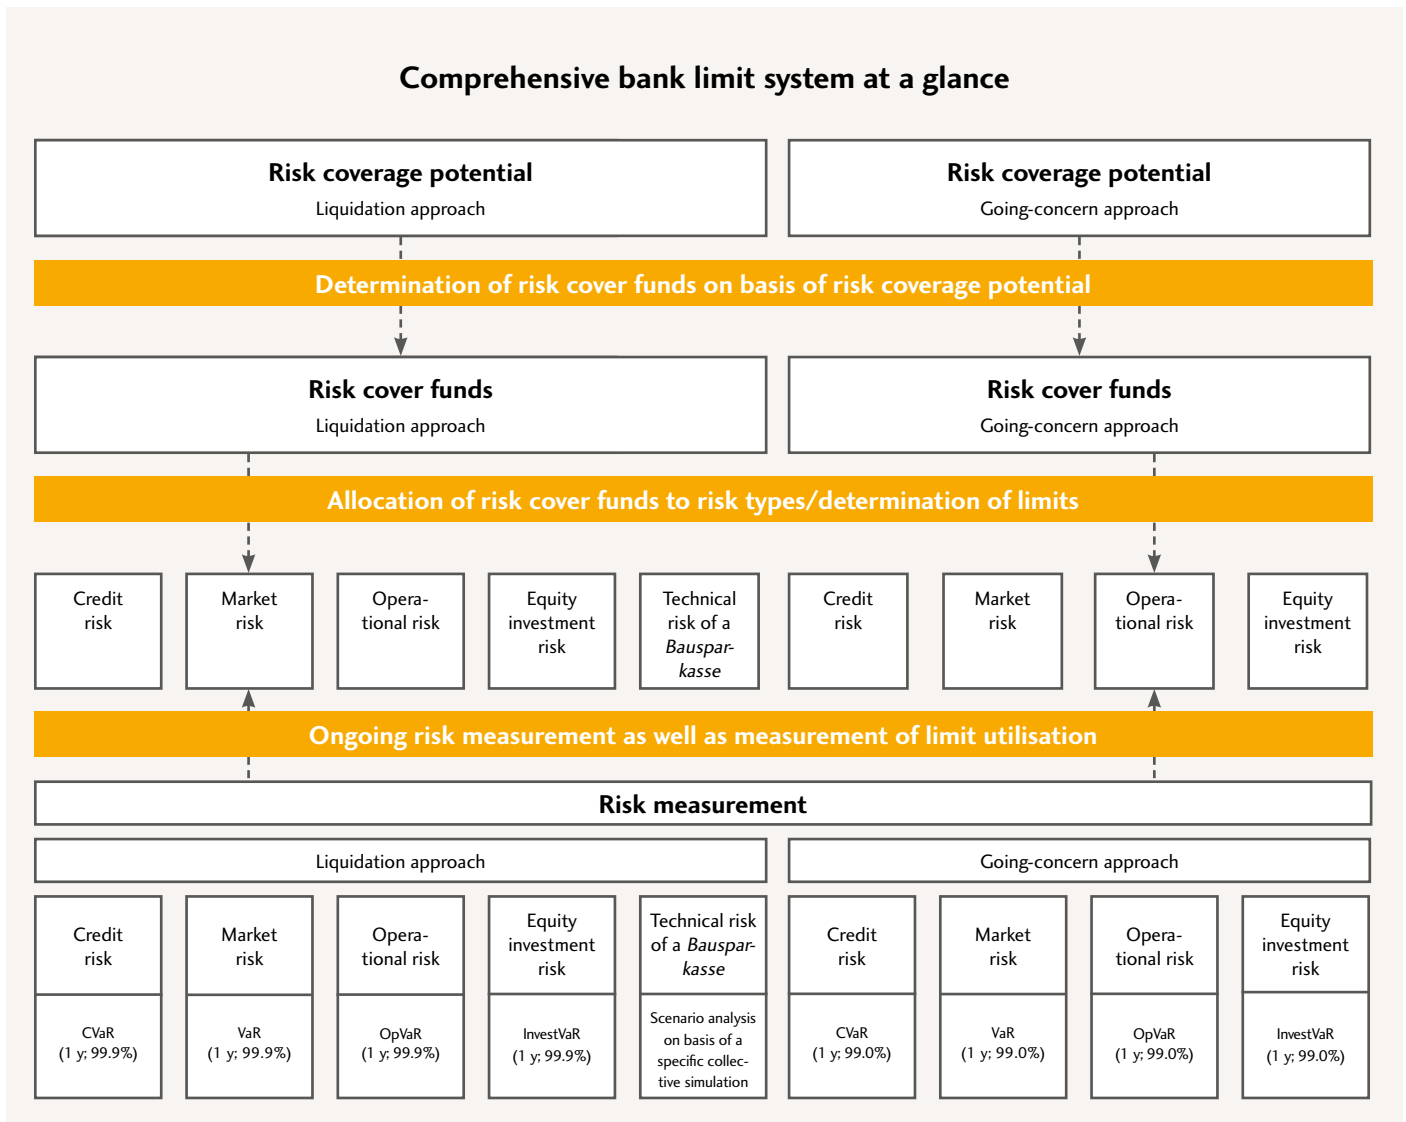 Comprehensive bank limit system at a glance
Risk coverage potential
Liquidation approach
Risk coverage potential
Going-concern approach
Determination of risk cover funds on basis of risk coverage potential
Risk cover funds
Liquidation approach
Risk cover funds
Going-concern approach
Allocation of risk cover funds to risk types/determination of limits
Credit
risk
Market
risk
Opera-
tional risk
Equity
investment
risk
Technical
risk of a
Bauspar-
kasse
Credit
risk
Market
risk
Opera-
tional risk
Equity
investment
risk
Ongoing risk measurement as well as measurement of limit utilisation
Risk measurement
Liquidation approach
Going-concern approach
Credit
risk
Market
risk
Opera-
tional risk
Equity
investment
risk
Technical risk
of a Bauspar-
kasse
Credit
risk
Market
risk
Opera-
tional risk
Equity
investment
risk
CVaR
(1 y; 99.9%)
VaR
(1 y; 99.9%)
OpVaR
(1 y; 99.9%)
InvestVaR
(1 y; 99.9%)
Scenario analysis
on basis of a
specific collec-
tive simulation
CVaR
(1 y; 99.0%)
VaR
(1 y; 99.0%)
OpVaR
(1 y; 99.0%)
InvestVaR
(1 y; 99.0%)